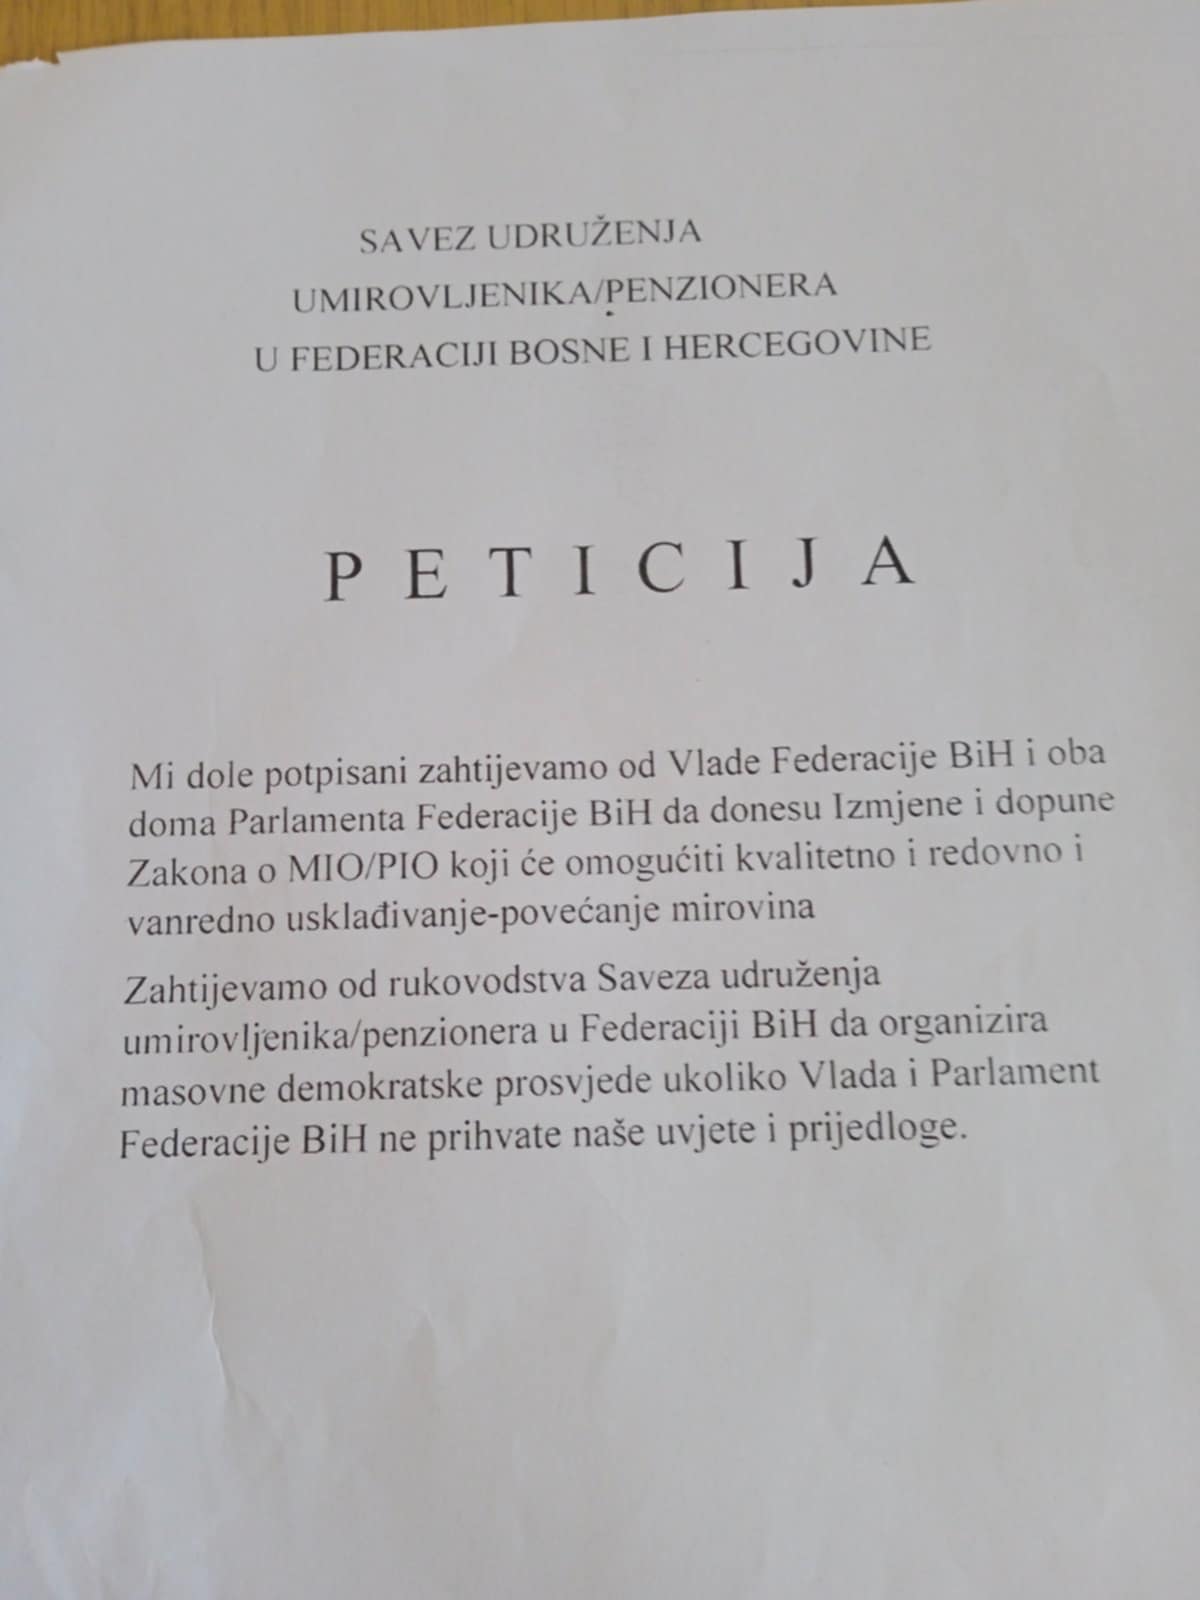 SAVEZ UDRUŽENJA
UMIROVLJENIKA/PENZIONERA
U FEDERACIJI BOSNE I HERCEGOVINE
P E T I C I J A
Mi dole potpisani zahtijevamo od Vlade Federacije BiH i oba
doma Parlamenta Federacije BiH da donesu Izmjene i dopune
Zakona o MIO/PIO koji će omogućiti kvalitetno i redovno i
vanredno usklađivanje-povećanje mirovina
Zahtijevamo od rukovodstva Saveza udruženja
umirovljenika/penzionera u Federaciji BiH da organizira
masovne demokratske prosvjede ukoliko Vlada i Parlament
Federacije BiH ne prihvate naše uvjete i prijedloge.